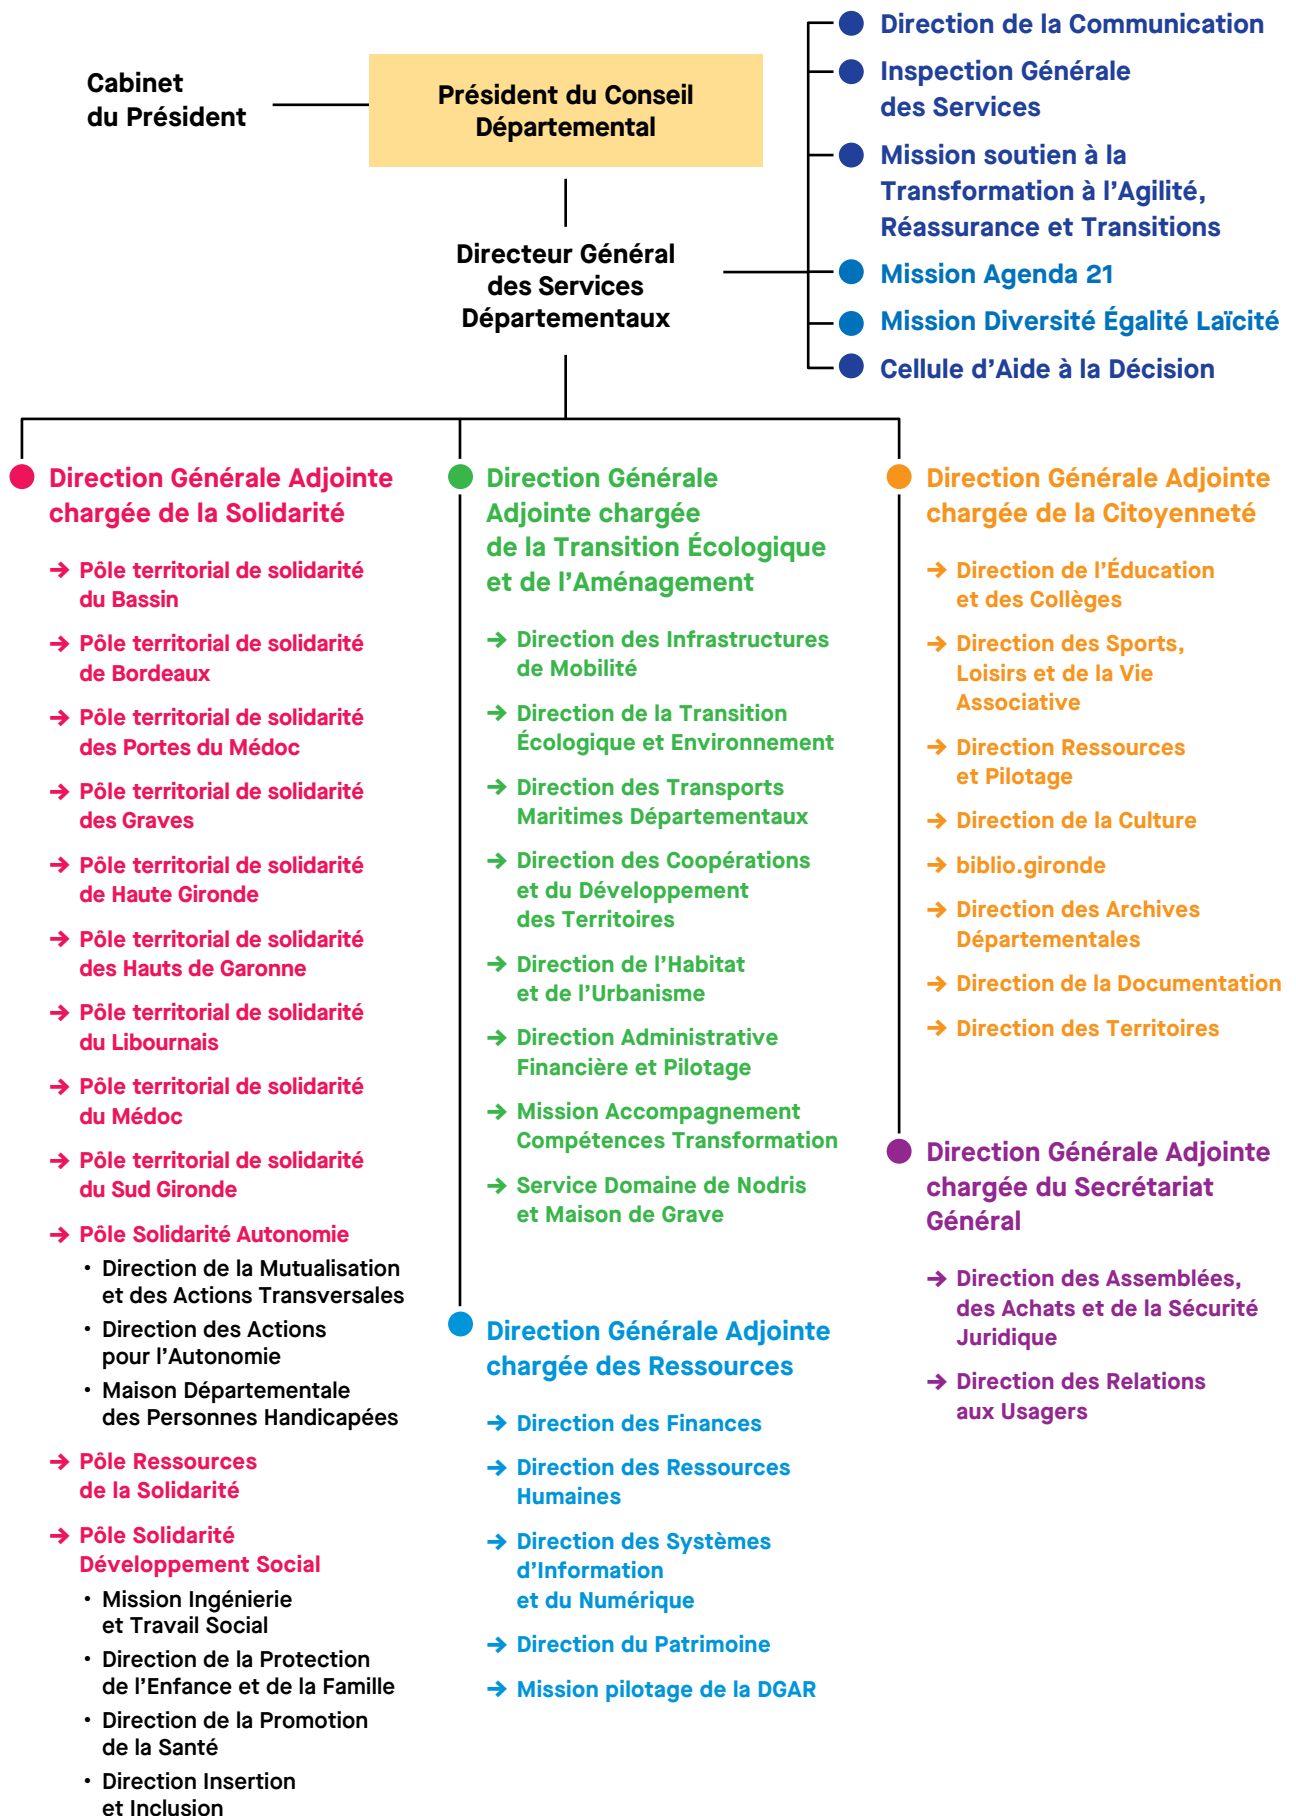 Cabinet
du Président
Président du Conseil
Départemental
Directeur Général
des Services
Départementaux
Direction de la Communication
Inspection Générale
des Services
Mission soutien à la
Transformation à l’Agilité,
Réassurance et Transitions
Mission Agenda 21
Mission Diversité Égalité Laïcité
Cellule d’Aide à la Décision
Direction Générale Adjointe
chargée de la Solidarité
→ Pôle territorial de solidarité
du Bassin
→ Pôle territorial de solidarité
de Bordeaux
→ Pôle territorial de solidarité
des Portes du Médoc
→ Pôle territorial de solidarité
des Graves
→ Pôle territorial de solidarité
de Haute Gironde
→ Pôle territorial de solidarité
des Hauts de Garonne
→ Pôle territorial de solidarité
du Libournais
→ Pôle territorial de solidarité
du Médoc
→ Pôle territorial de solidarité
du Sud Gironde
→ Pôle Solidarité Autonomie
• Direction de la Mutualisation
et des Actions Transversales
• Direction des Actions
pour l’Autonomie
• Maison Départementale
des Personnes Handicapées
→ Pôle Ressources
de la Solidarité
→ Pôle Solidarité
Développement Social
• Mission Ingénierie
et Travail Social
• Direction de la Protection
de l’Enfance et de la Famille
• Direction de la Promotion
de la Santé
• Direction Insertion
et Inclusion
Direction Générale
Adjointe chargée
de la Transition Écologique
et de l’Aménagement
→ Direction des Infrastructures
de Mobilité
→ Direction de la Transition
Écologique et Environnement
→ Direction des Transports
Maritimes Départementaux
→ Direction des Coopérations
et du Développement
des Territoires
→ Direction de l’Habitat
et de l’Urbanisme
→ Direction Administrative
Financière et Pilotage
→ Mission Accompagnement
Compétences Transformation
→ Service Domaine de Nodris
et Maison de Grave
Direction Générale Adjointe
chargée des Ressources
→ Direction des Finances
→ Direction des Ressources
Humaines
→ Direction des Systèmes
d’Information
et du Numérique
→ Direction du Patrimoine
→ Mission pilotage de la DGAR
Direction Générale Adjointe
chargée de la Citoyenneté
→ Direction de l’Éducation
et des Collèges
→ Direction des Sports,
Loisirs et de la Vie
Associative
→ Direction Ressources
et Pilotage
→ Direction de la Culture
→ biblio.gironde
→ Direction des Archives
Départementales
→ Direction de la Documentation
→ Direction des Territoires
Direction Générale Adjointe
chargée du Secrétariat
Général
→ Direction des Assemblées,
des Achats et de la Sécurité
Juridique
→ Direction des Relations
aux Usagers